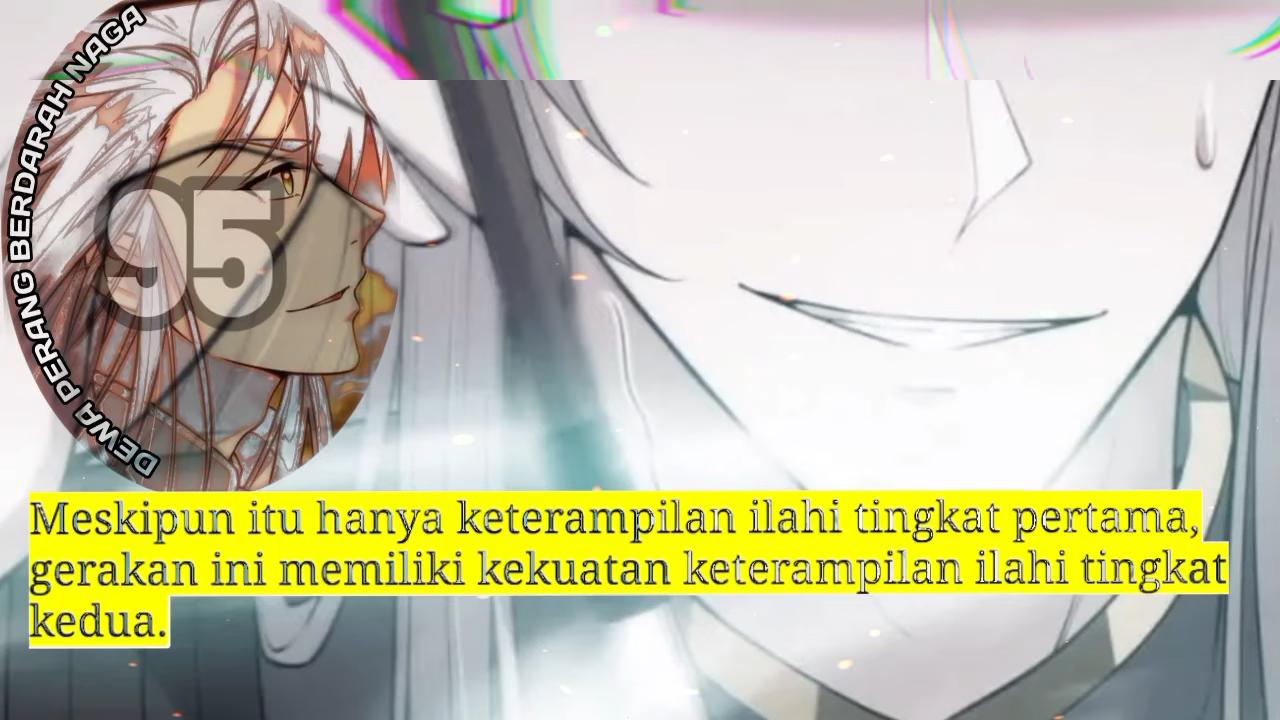 DEWA PERANG BERDARAH NAGA
95
Meskipun itu hanya keterampilan ilahi tingkat pertama,
gerakan ini memiliki kekuatan keterampilan ilahi tingkat
kedua.